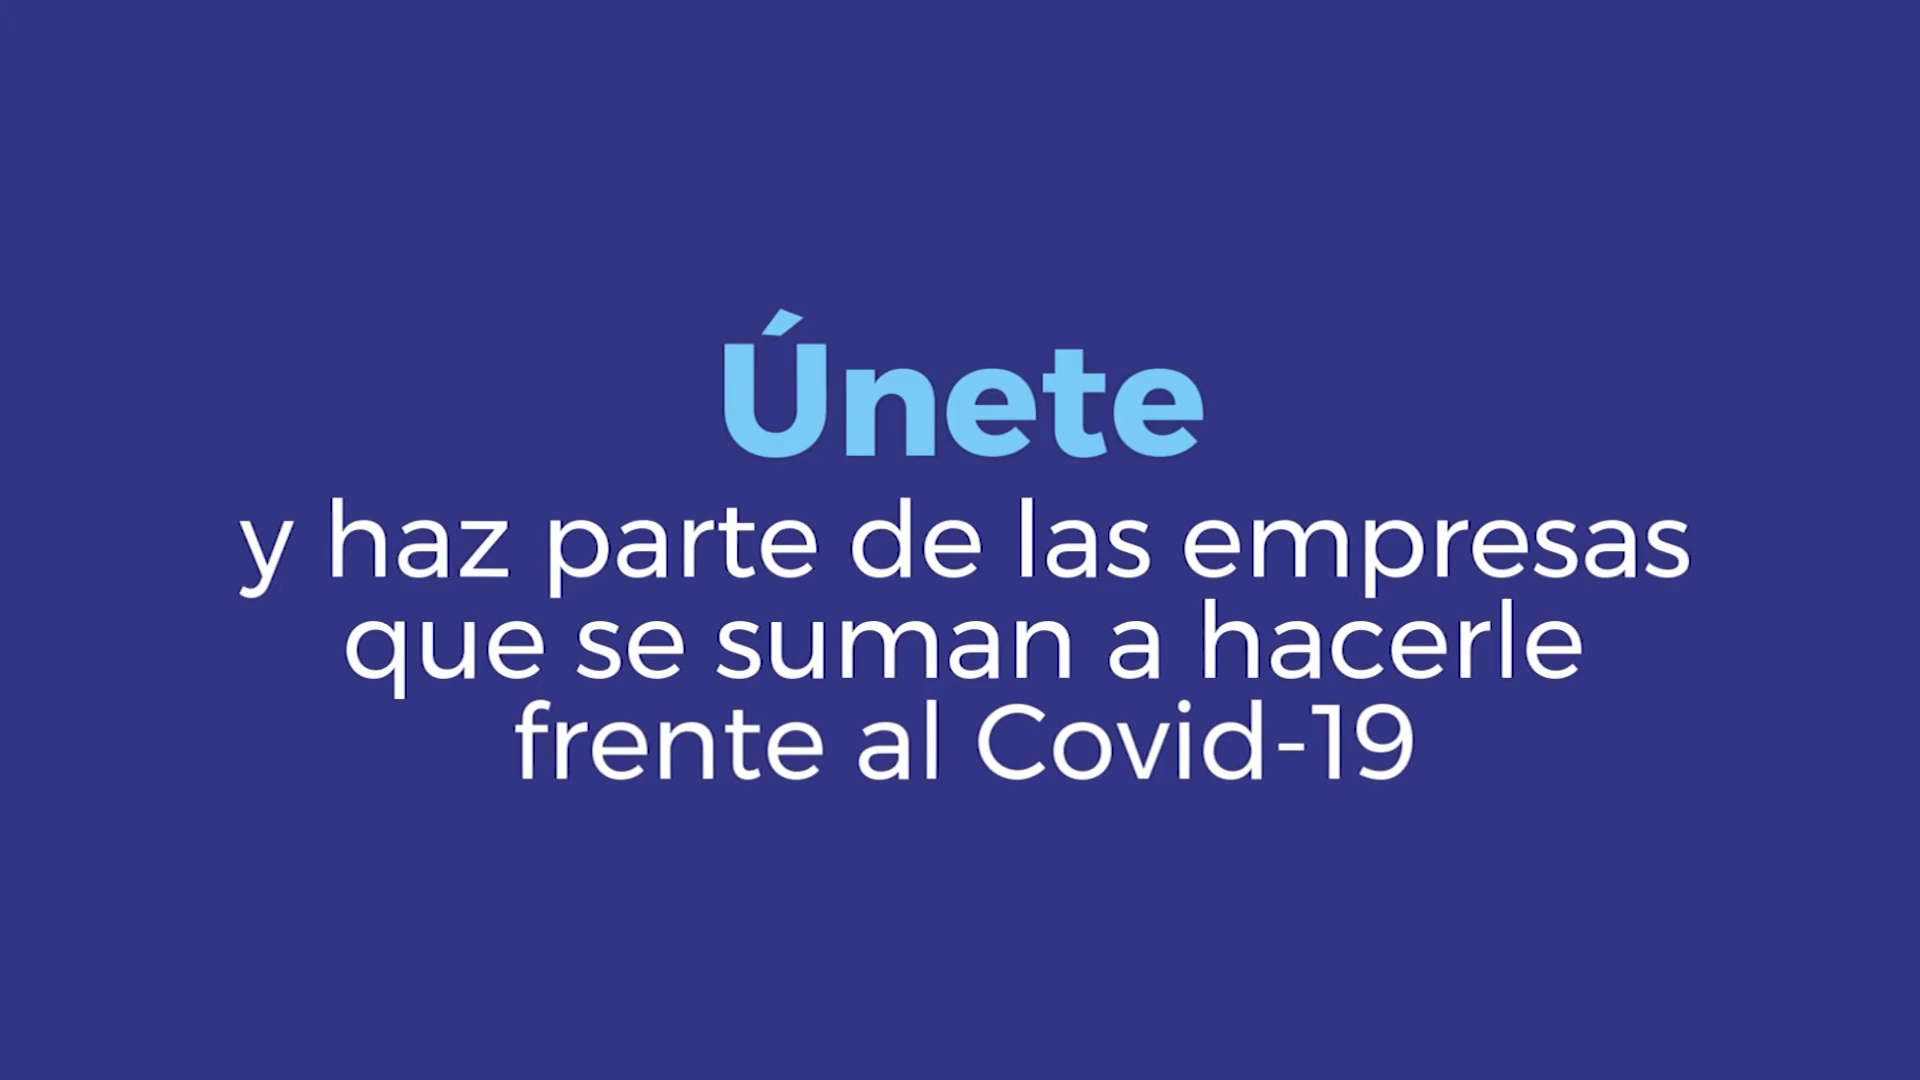 Únete
y haz parte de las empresas
que se suman a hacerle
frente al Covid-19